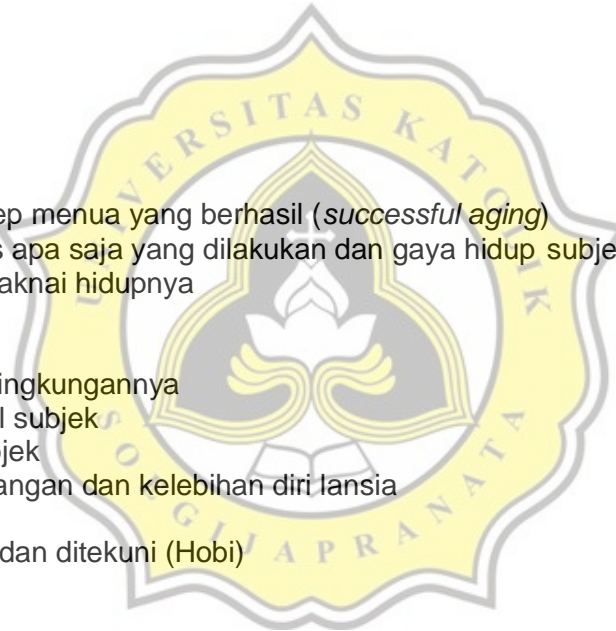 UNIVERSITAS KATOLIK
ep menua yang berhasil (successful aging)
s apa saja yang dilakukan dan gaya hidup subje
aknai hidupnya
ingkungannya
l subjek
jek
angan dan kelebihan diri lansia
dan ditekuni (Hobi)
SOEGIJAPRANATA